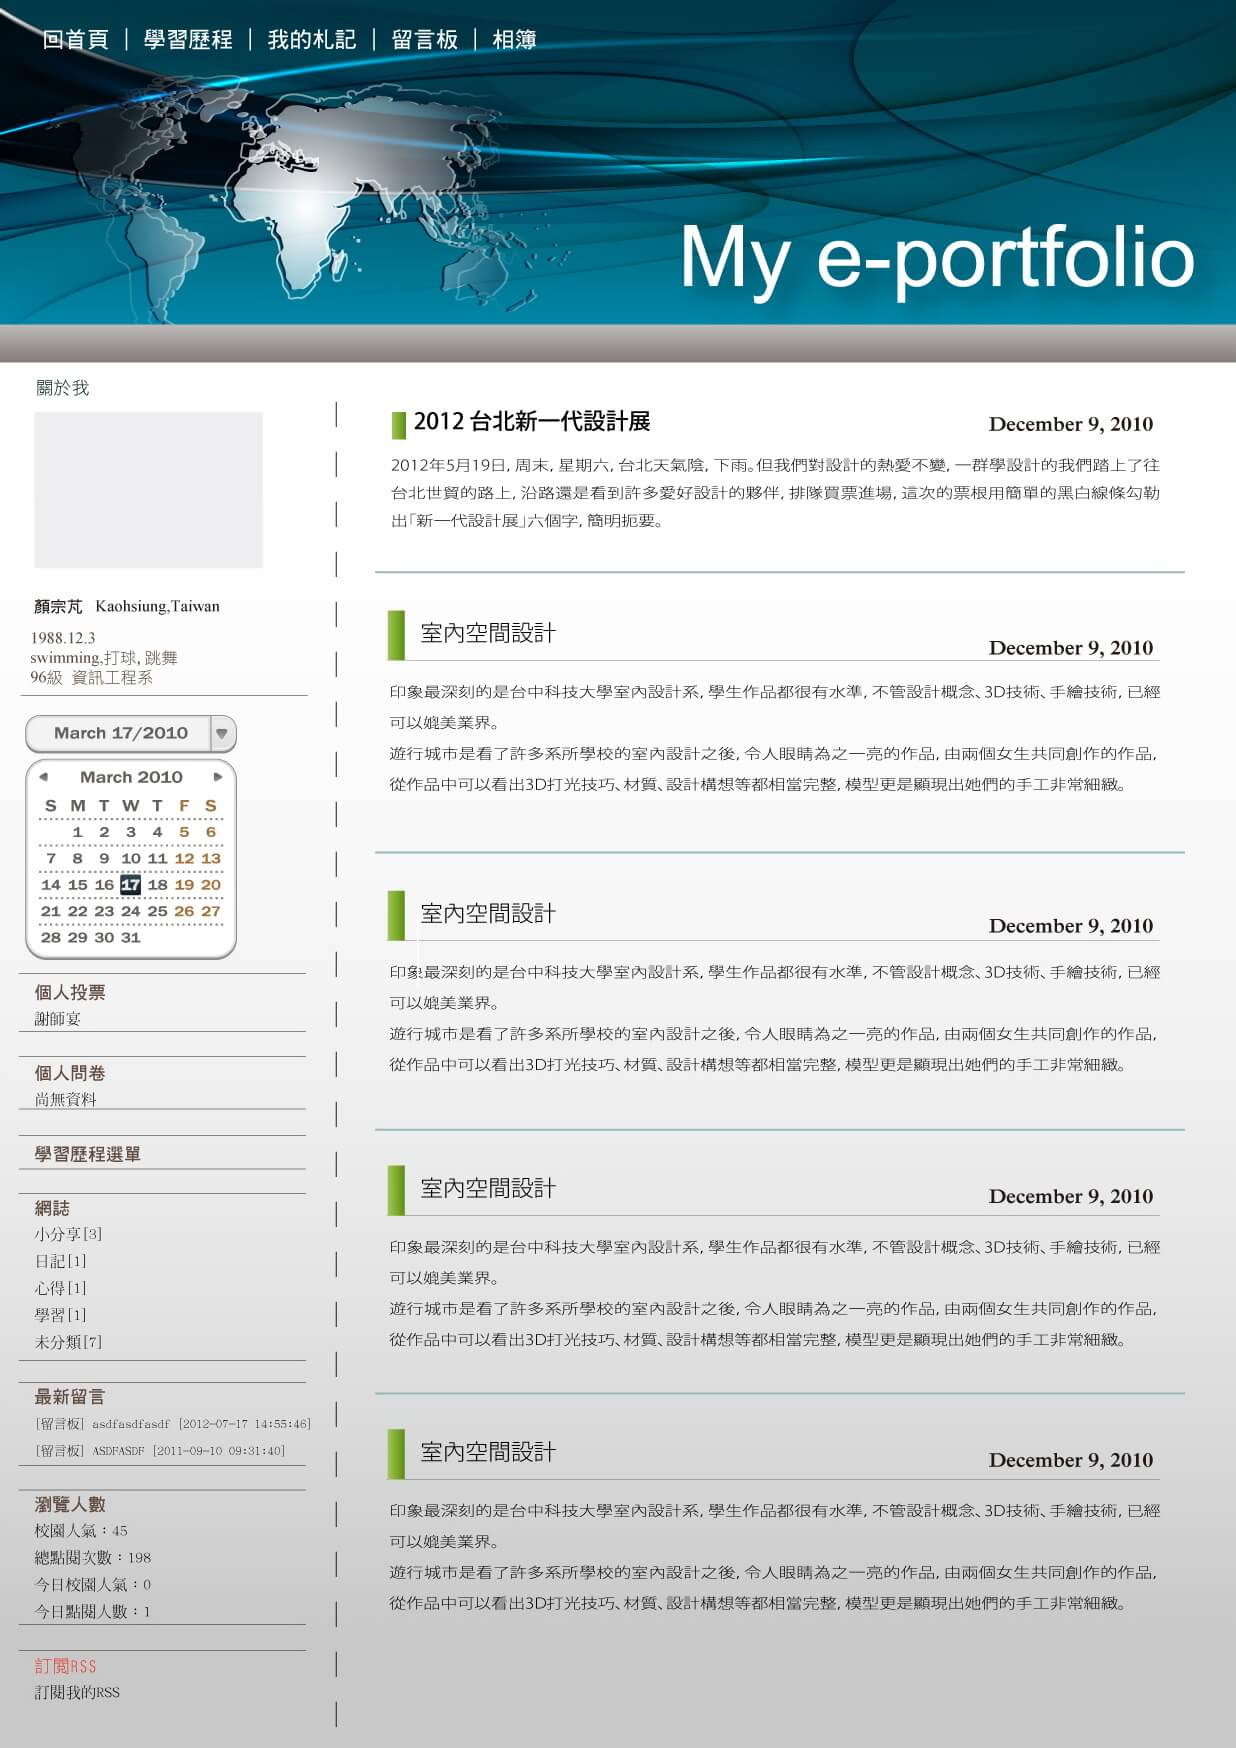 回首頁 | 學習歷程 | 我的札記 | 留言板 | 相簿
My e-portfolio
關於我
顏宗芃 Kaohsiung,Taiwan
1988.12.3
swimming,打球, 跳舞
96級 資訊工程系
March 17/2010
March 2010
S M T W T F S
1 2 3 4 5 6
7 8 9 10 11 12 13
14 15 16 17 18 19 20
21 22 23 24 25 26 27
28 29 30 31
個人投票
謝師宴
個人問卷
尚無資料
學習歷程選單
網誌
小分享[3]
日記[1]
心得[1]
學習[1]
未分類[7]
最新留言
[留言板] asdfasdfasdf [2012-07-17 14:55:46]
[留言板] ASDFASDF [2011-09-10 09:31:40]
瀏覽人數
校園人氣：45
總點閱次數：198
今日校園人氣：0
今日點閱人數：1
訂閱RSS
訂閱我的RSS
2012 台北新一代設計展
December 9, 2010
2012年5月19日, 周末, 星期六, 台北天氣陰, 下雨。但我們對設計的熱愛不變, 一群學設計的我們踏上了往
台北世貿的路上, 沿路還是看到許多愛好設計的夥伴, 排隊買票進場, 這次的票根用簡單的黑白線條勾勒
出「新一代設計展」六個字, 簡明扼要。
室內空間設計
December 9, 2010
印象最深刻的是台中科技大學室內設計系, 學生作品都很有水準, 不管設計概念、3D技術、手繪技術, 已經
可以媲美業界。
遊行城市是看了許多系所學校的室內設計之後, 令人眼睛為之一亮的作品, 由兩個女生共同創作的作品,
從作品中可以看出3D打光技巧、材質、設計構想等都相當完整, 模型更是顯現出她們的手工非常細緻。
室內空間設計
December 9, 2010
印象最深刻的是台中科技大學室內設計系, 學生作品都很有水準, 不管設計概念、3D技術、手繪技術, 已經
可以媲美業界。
遊行城市是看了許多系所學校的室內設計之後, 令人眼睛為之一亮的作品, 由兩個女生共同創作的作品,
從作品中可以看出3D打光技巧、材質、設計構想等都相當完整, 模型更是顯現出她們的手工非常細緻。
室內空間設計
December 9, 2010
印象最深刻的是台中科技大學室內設計系, 學生作品都很有水準, 不管設計概念、3D技術、手繪技術, 已經
可以媲美業界。
遊行城市是看了許多系所學校的室內設計之後, 令人眼睛為之一亮的作品, 由兩個女生共同創作的作品,
從作品中可以看出3D打光技巧、材質、設計構想等都相當完整, 模型更是顯現出她們的手工非常細緻。
室內空間設計
December 9, 2010
印象最深刻的是台中科技大學室內設計系, 學生作品都很有水準, 不管設計概念、3D技術、手繪技術, 已經
可以媲美業界。
遊行城市是看了許多系所學校的室內設計之後, 令人眼睛為之一亮的作品, 由兩個女生共同創作的作品,
從作品中可以看出3D打光技巧、材質、設計構想等都相當完整, 模型更是顯現出她們的手工非常細緻。